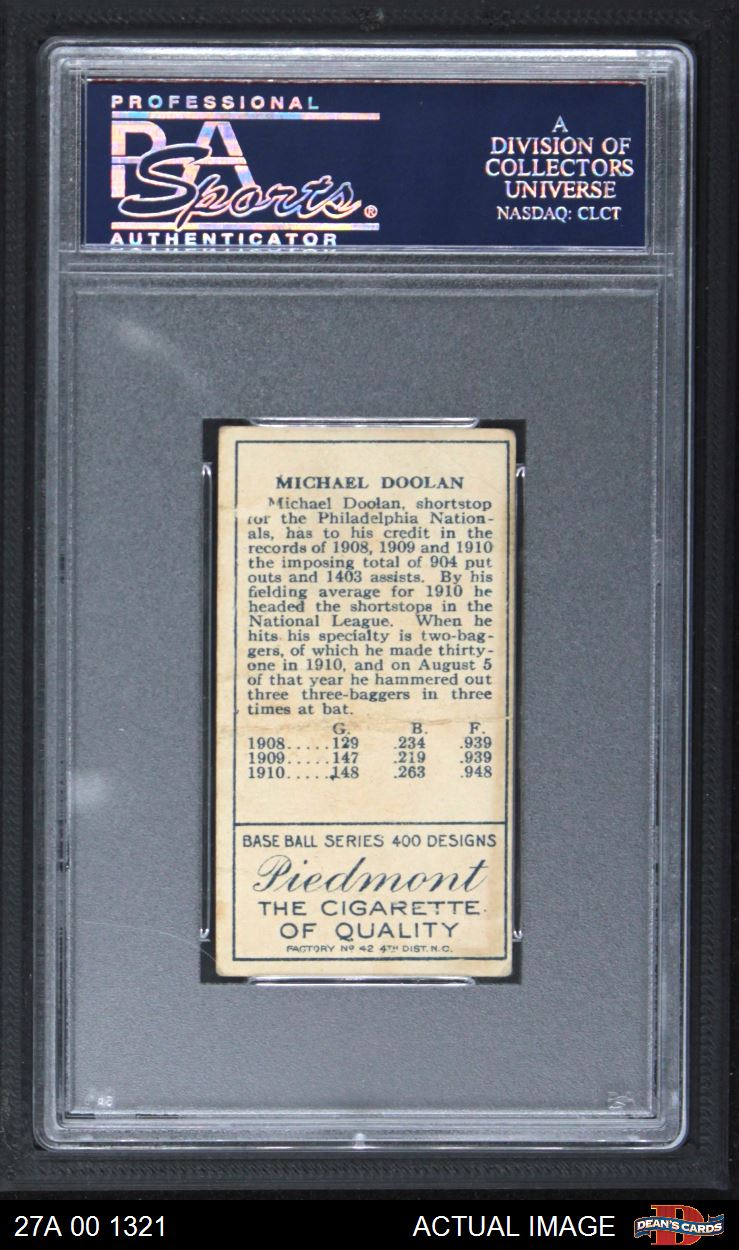 PROFESSIONAL
PSA
Sports®
AUTHENTICATOR
A
DIVISION OF
COLLECTORS
UNIVERSE
NASDAQ: CLCT
MICHAEL DOOLAN
Michael Doolan, shortstop
for the Philadelphia Nation-
als, has to his credit in the
records of 1908, 1909 and 1910
the imposing total of 904 put
outs and 1403 assists. By his
fielding average for 1910 he
headed the shortstops in the
National League. When he
hits his specialty is two-bag-
gers, of which he made thirty-
one in 1910, and on August 5
of that year he hammered out
three three-baggers in three
times at bat.
G. B. F.
1908.....129 .234 .939
1909.....147 .219 .939
1910.....148 .263 .948
BASE BALL SERIES 400 DESIGNS
Piedmont
THE CIGARETTE
OF QUALITY
FACTORY Nº 42 4TH DIST. N.C.
27A 00 1321
ACTUAL IMAGE
DEAN'S CARDS